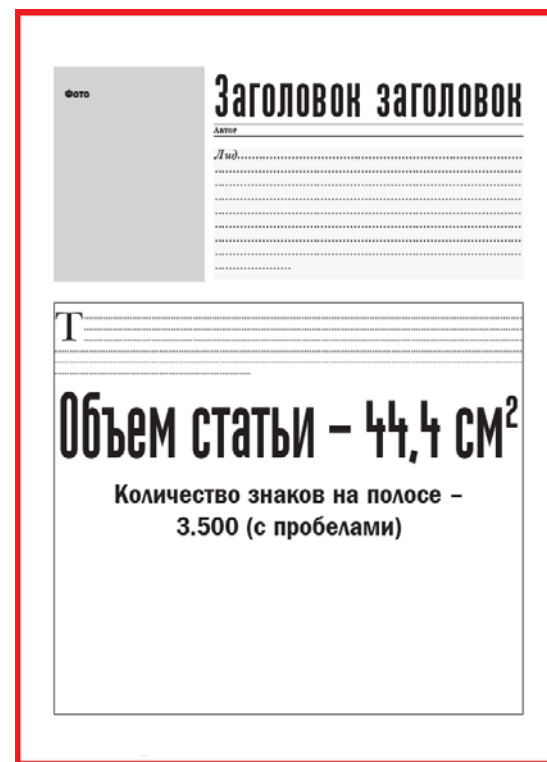 Фото
Заголовок заголовок
Автор
Лид
Т
Объем статьи – 44,4 см²
Количество знаков на полосе –
3.500 (с пробелами)